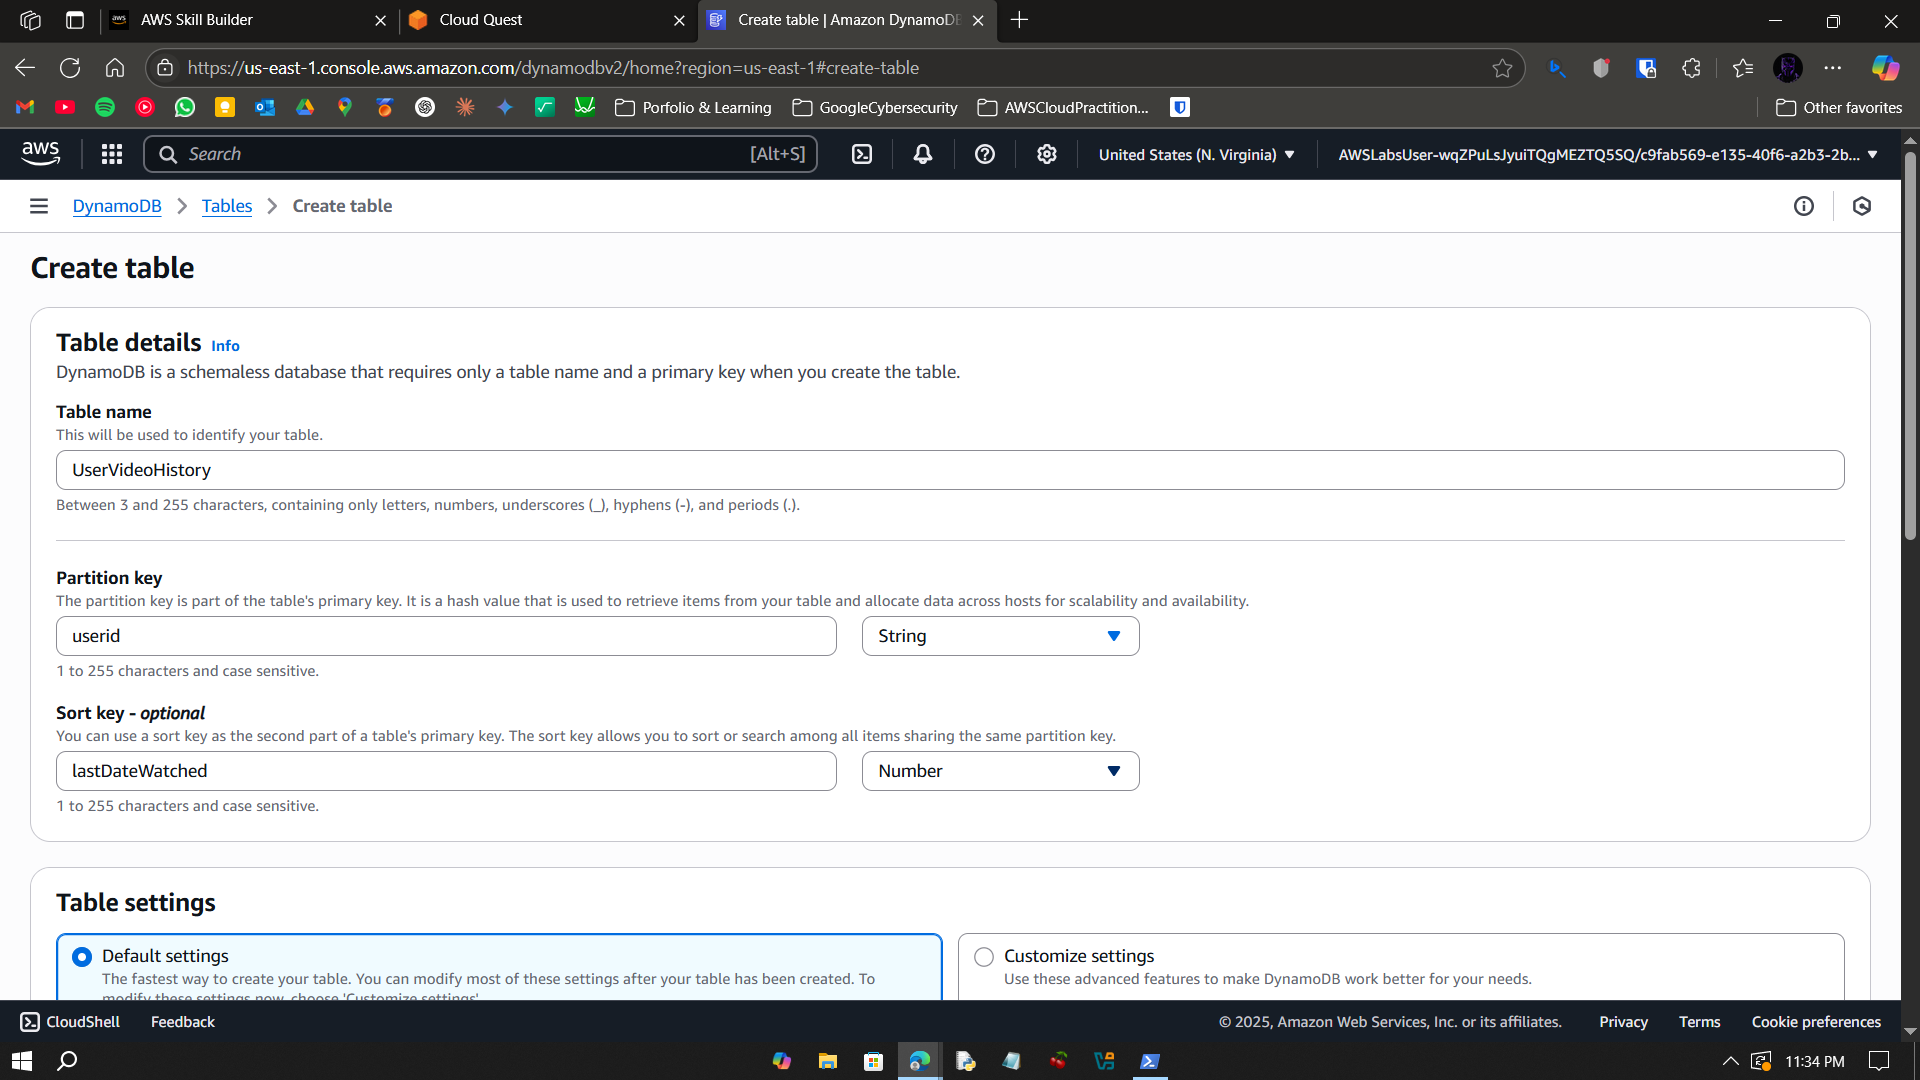 AWS Skill Builder
Cloud Quest
Create table | Amazon DynamoDB
https://us-east-1.console.aws.amazon.com/dynamodbv2/home?region=us-east-1#create-table
Porfolio & Learning
GoogleCybersecurity
AWSCloudPractition...
Other favorites
aws
Search
[Alt+S]
United States (N. Virginia)
AWSLabsUser-wqZPuLsJyuiTQgMEZTQ5SQ/c9fab569-e135-40f6-a2b3-2b...
DynamoDB
Tables
Create table
Create table
Table details Info
DynamoDB is a schemaless database that requires only a table name and a primary key when you create the table.
Table name
This will be used to identify your table.
UserVideoHistory
Between 3 and 255 characters, containing only letters, numbers, underscores (_), hyphens (-), and periods (.).
Partition key
The partition key is part of the table's primary key. It is a hash value that is used to retrieve items from your table and allocate data across hosts for scalability and availability.
userid
String
1 to 255 characters and case sensitive.
Sort key - optional
You can use a sort key as the second part of a table's primary key. The sort key allows you to sort or search among all items sharing the same partition key.
lastDateWatched
Number
1 to 255 characters and case sensitive.
Table settings
Default settings
The fastest way to create your table. You can modify most of these settings after your table has been created. To
modify these settings now, choose 'Customize settings'
Customize settings
Use these advanced features to make DynamoDB work better for your needs.
CloudShell
Feedback
© 2025, Amazon Web Services, Inc. or its affiliates.
Privacy
Terms
Cookie preferences
11:34 PM